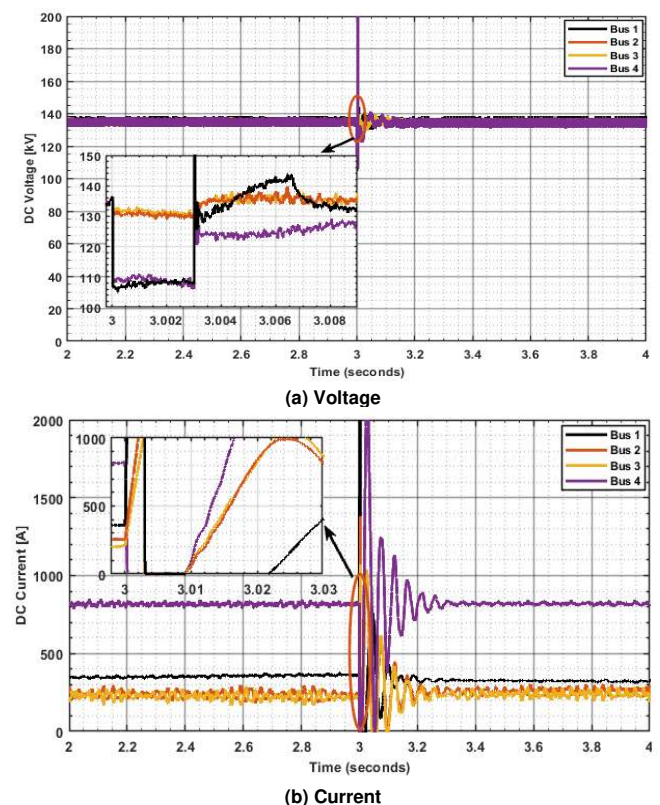 200
180
160
140
120
100
80
60
40
20
0
DC Voltage [kV]
Bus 1
Bus 2
Bus 3
Bus 4
150
140
130
120
110
100
3 3.002 3.004 3.006 3.008
2 2.2 2.4 2.6 2.8 3 3.2 3.4 3.6 3.8 4
Time (seconds)
(a) Voltage
2000
1500
1000
500
0
DC Current [A]
Bus 1
Bus 2
Bus 3
Bus 4
1000
500
0
3 3.01 3.02 3.03
2 2.2 2.4 2.6 2.8 3 3.2 3.4 3.6 3.8 4
Time (seconds)
(b) Current